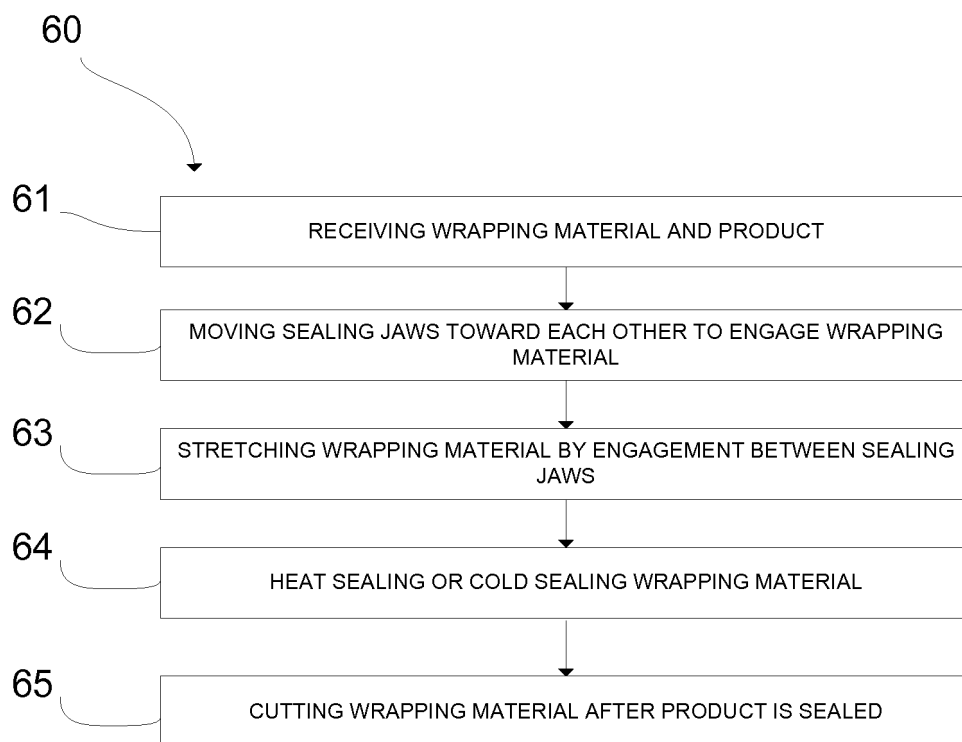 60
61
RECEIVING WRAPPING MATERIAL AND PRODUCT
62
MOVING SEALING JAWS TOWARD EACH OTHER TO ENGAGE WRAPPING
MATERIAL
63
STRETCHING WRAPPING MATERIAL BY ENGAGEMENT BETWEEN SEALING
JAWS
64
HEAT SEALING OR COLD SEALING WRAPPING MATERIAL
65
CUTTING WRAPPING MATERIAL AFTER PRODUCT IS SEALED